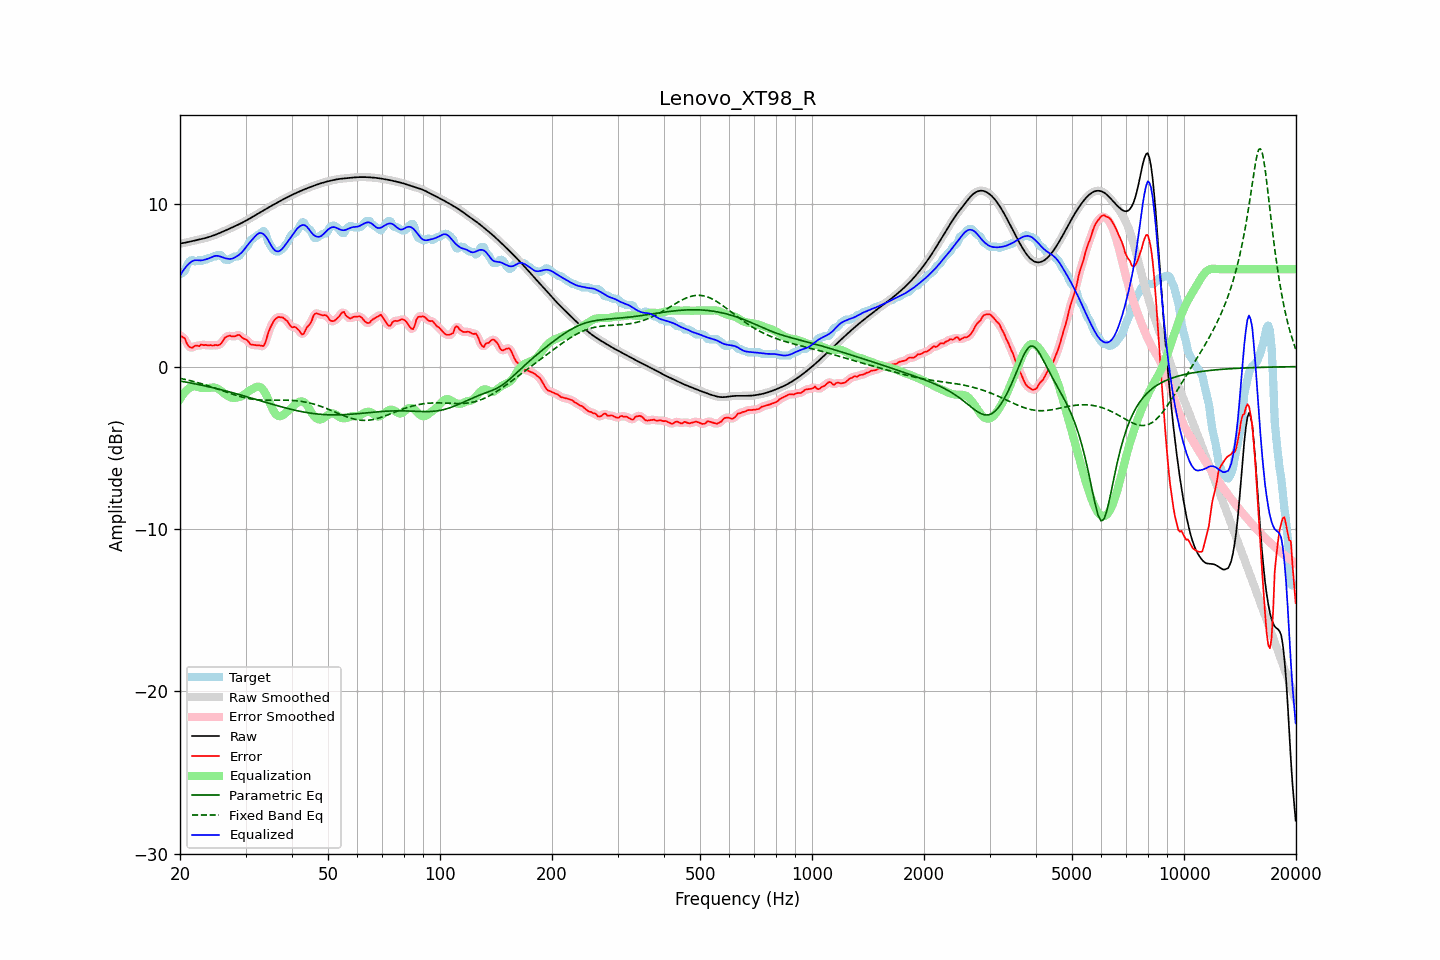 Lenovo_XT98_R
Amplitude (dBr)
10
0
−10
−20
−30
Target
Raw Smoothed
Error Smoothed
Raw
Error
Equalization
Parametric Eq
Fixed Band Eq
Equalized
20 50 100 200 500 1000 2000 5000 10000 20000
Frequency (Hz)